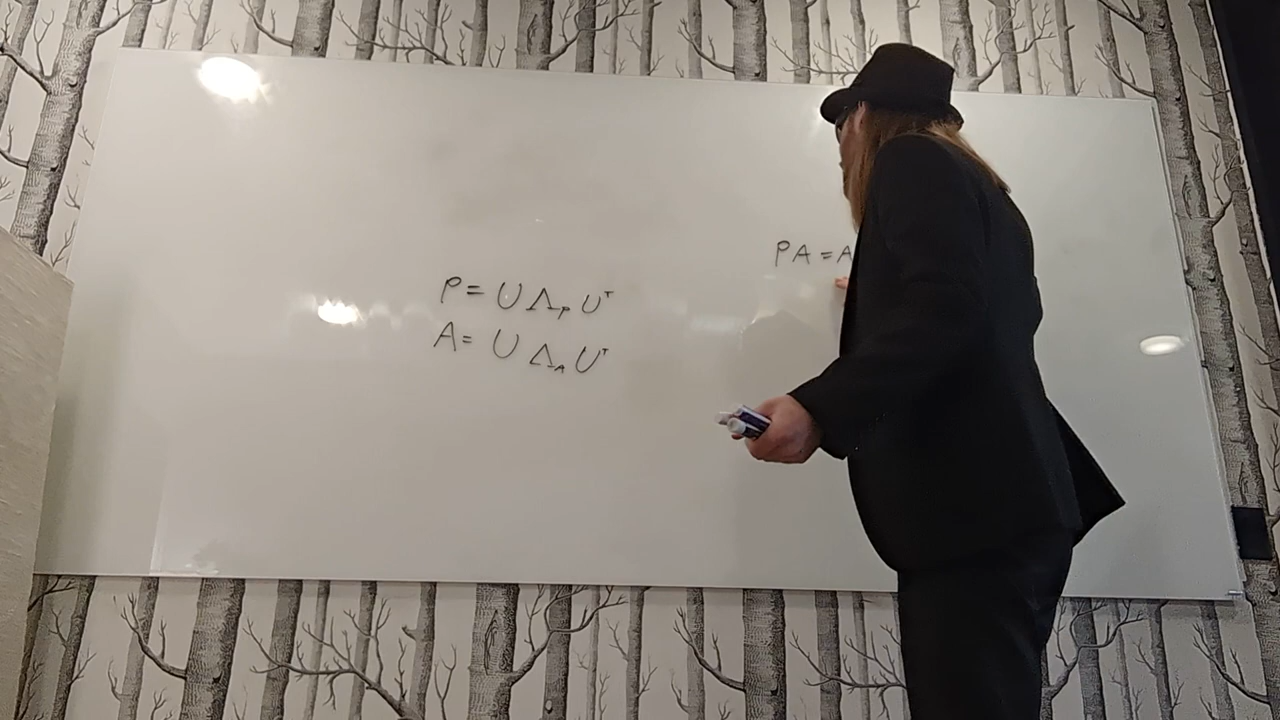 P = U Λ_P U^T
A = U Λ_A U^T
PA = A